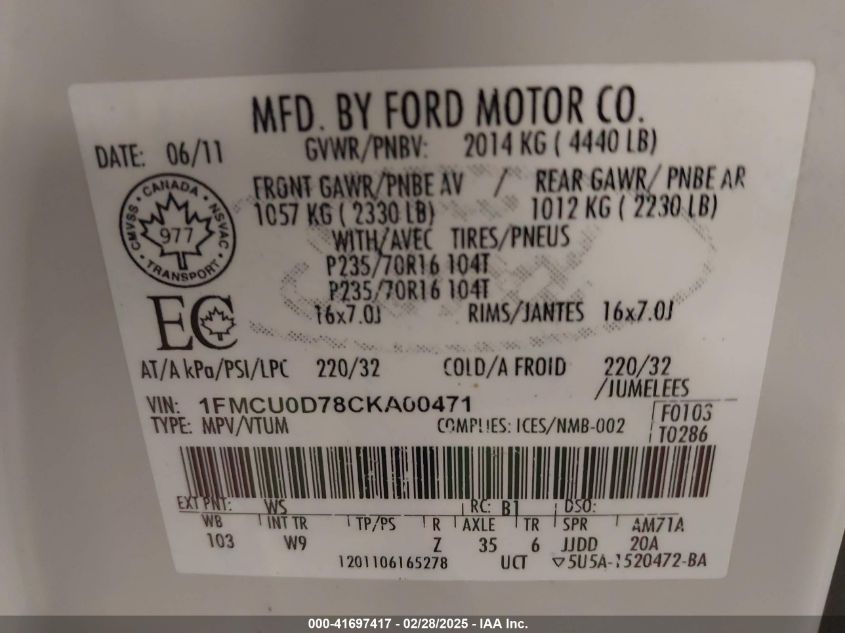 MFD. BY FORD MOTOR CO.
DATE: 06/11 GVWR/PNBV: 2014 KG ( 4440 LB)
FRONT GAWR/PNBE AV / REAR GAWR/ PNBE AR
1057 KG ( 2330 LB) 1012 KG ( 2230 LB)
WITH/AVEC TIRES/PNEUS
P235/70R16 104T
P235/70R16 104T
16x7.0J RIMS/JANTES 16x7.0J
CANADA
CMVSS NSVAC
977
TRANSPORT
EC
AT/A kPa/PSI/LPC 220/32 COLD/A FROID 220/32
/JUMELEES
VIN: 1FMCU0D78CKA00471
F0103
TYPE: MPV/VTUM COMPLIES: ICES/NMB-002
T0286
EXT PNT: WS RC: B1 DSO:
WB INT TR TP/PS R AXLE TR SPR AM71A
103 W9 Z 35 6 JJDD 20A
1201106165278 UCT ▽5U5A-1520472-BA
000-41697417 - 02/28/2025 - IAA Inc.